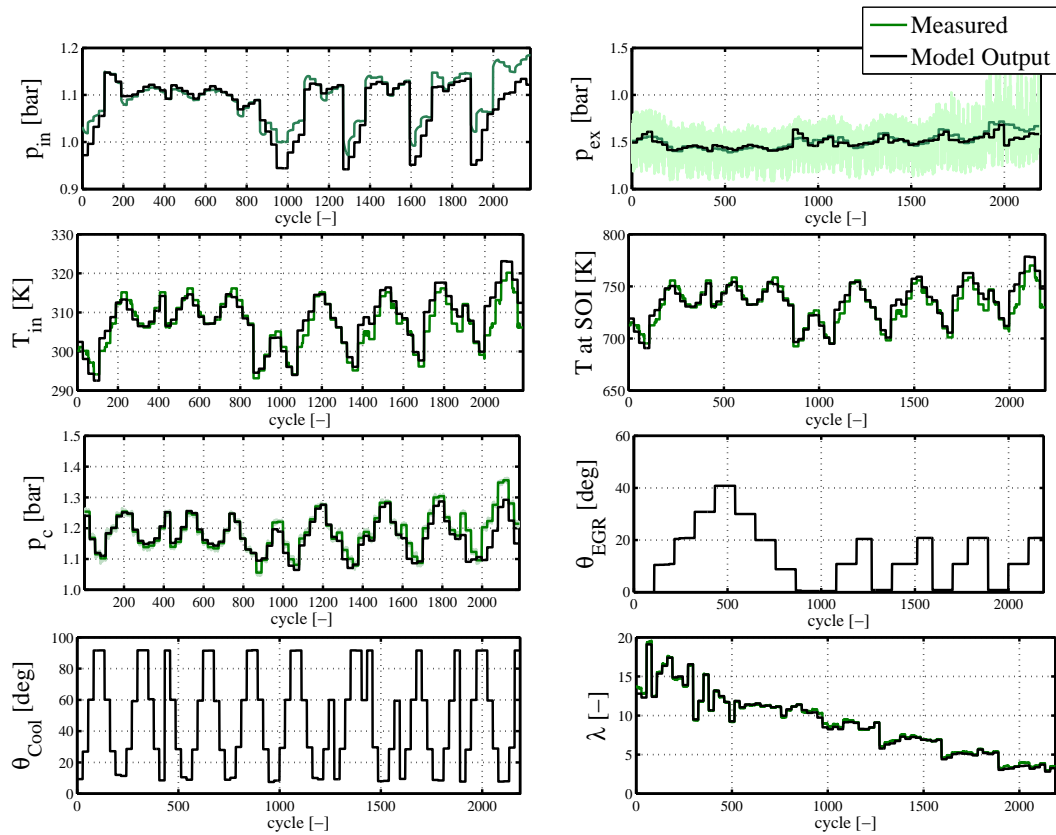 Measured
Model Output
1.2
1.1
1.0
0.9
p_in [bar]
0 200 400 600 800 1000 1200 1400 1600 1800 2000
cycle [−]
1.5
1.5
1.0
p_ex [bar]
0 500 1000 1500 2000
cycle [−]
330
320
310
300
290
T_in [K]
0 200 400 600 800 1000 1200 1400 1600 1800 2000
cycle [−]
800
750
700
650
T at SOI [K]
0 500 1000 1500 2000
cycle [−]
1.5
1.4
1.3
1.2
1.1
1.0
p_c [bar]
200 400 600 800 1000 1200 1400 1600 1800 2000
cycle [−]
60
40
20
0
θ_EGR [deg]
0 500 1000 1500 2000
cycle [−]
100
80
60
40
20
0
θ_Cool [deg]
0 500 1000 1500 2000
cycle [−]
20
15
10
5
0
λ [−]
0 500 1000 1500 2000
cycle [−]